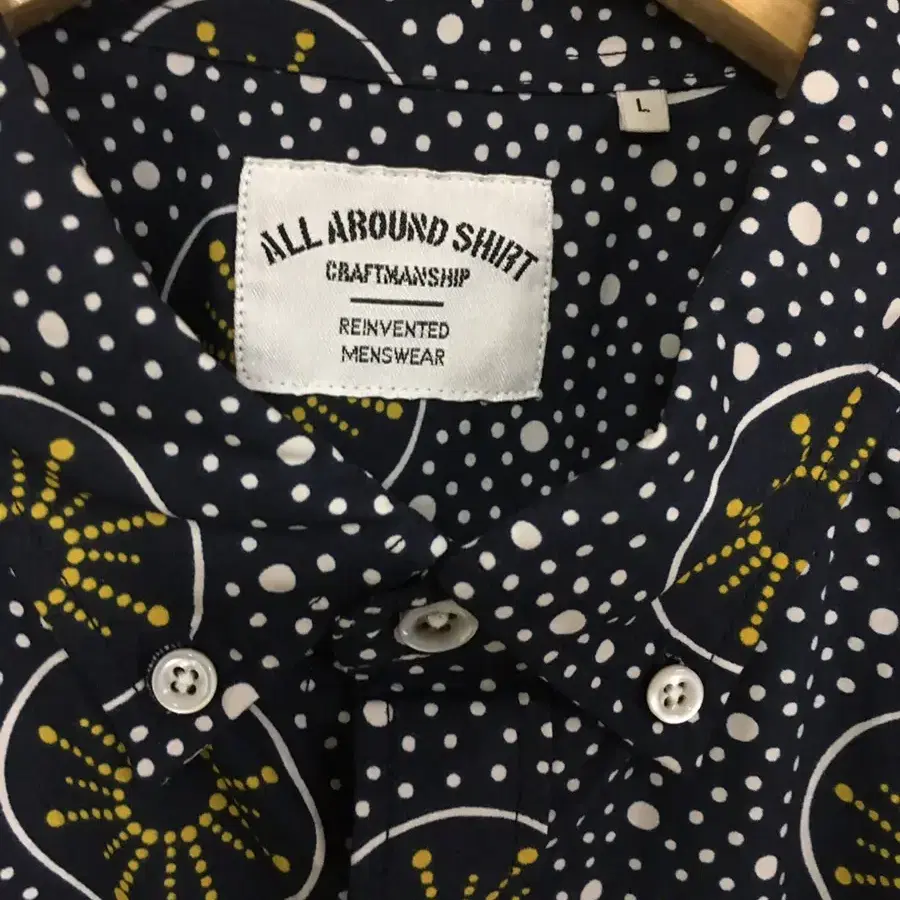 L
ALL AROUND SHIRT
CRAFTMANSHIP
REINVENTED
MENSWEAR